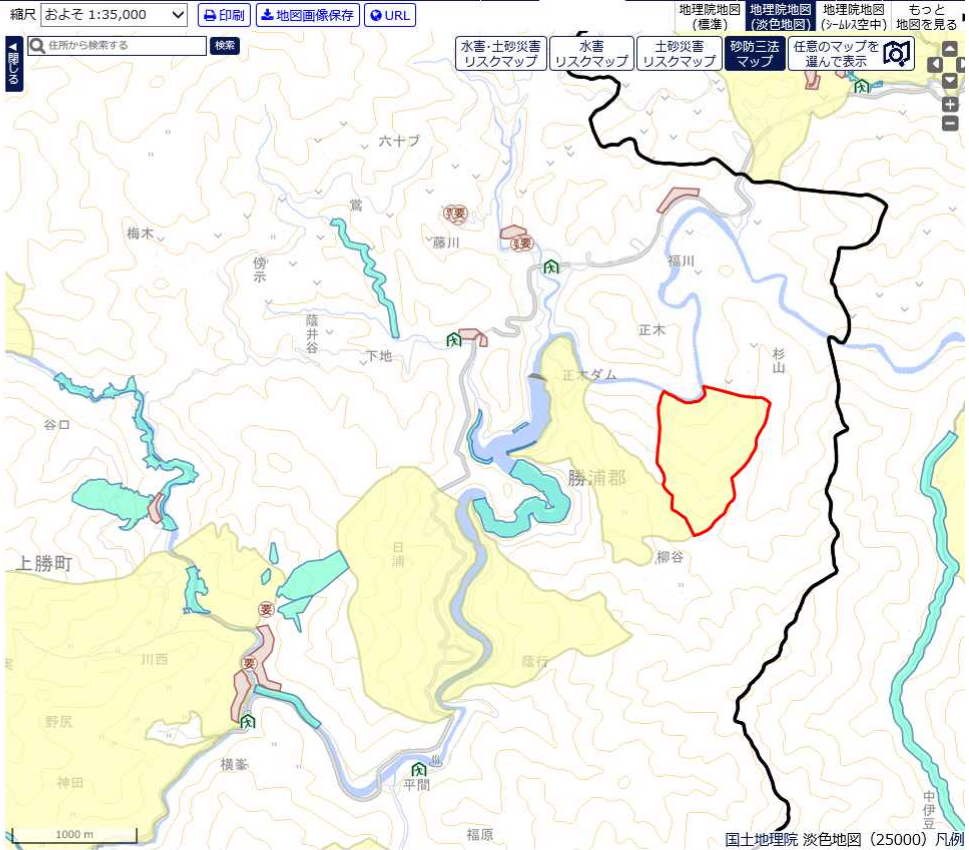 縮尺 およそ 1:35,000
印刷
地図画像保存
URL
地理院地図
(標準)
地理院地図
(淡色地図)
地理院地図
(シームレス空中)
もっと
地図を見る
◀閉じる
住所から検索する
検索
水害・土砂災害
リスクマップ
水害
リスクマップ
土砂災害
リスクマップ
砂防三法
マップ
任意のマップを
選んで表示
六十ブ
鴬
梅木
藤川
要
要
傍示
福川
蔭井谷
正木
下地
杉山
正木ダム
谷口
勝浦郡
上勝町
日浦
柳谷
要
川西
要
蔭行
野尻
神田
横峯
平間
中伊豆
福原
1000 m
国土地理院 淡色地図（25000）凡例